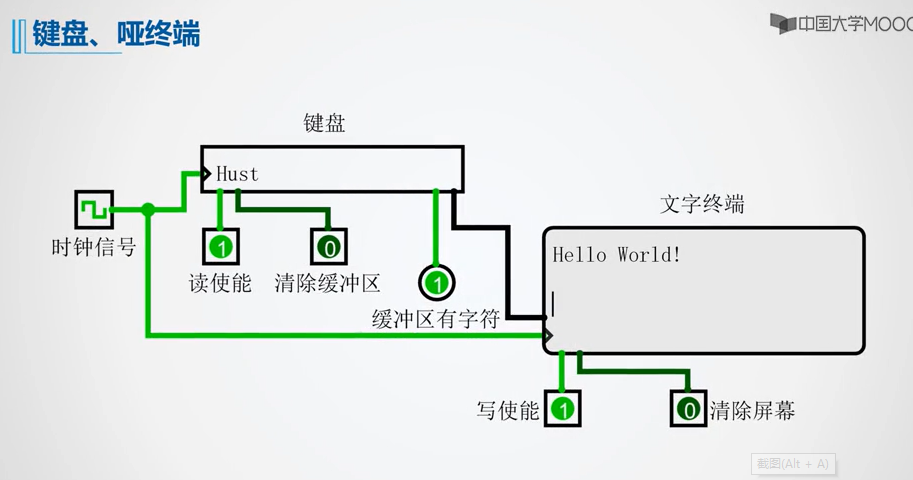 键盘、哑终端
中国大学MOOC
键盘
Hust
时钟信号
1
读使能
0
清除缓冲区
1
缓冲区有字符
文字终端
Hello World!
写使能
1
0
清除屏幕
截图(Alt + A)